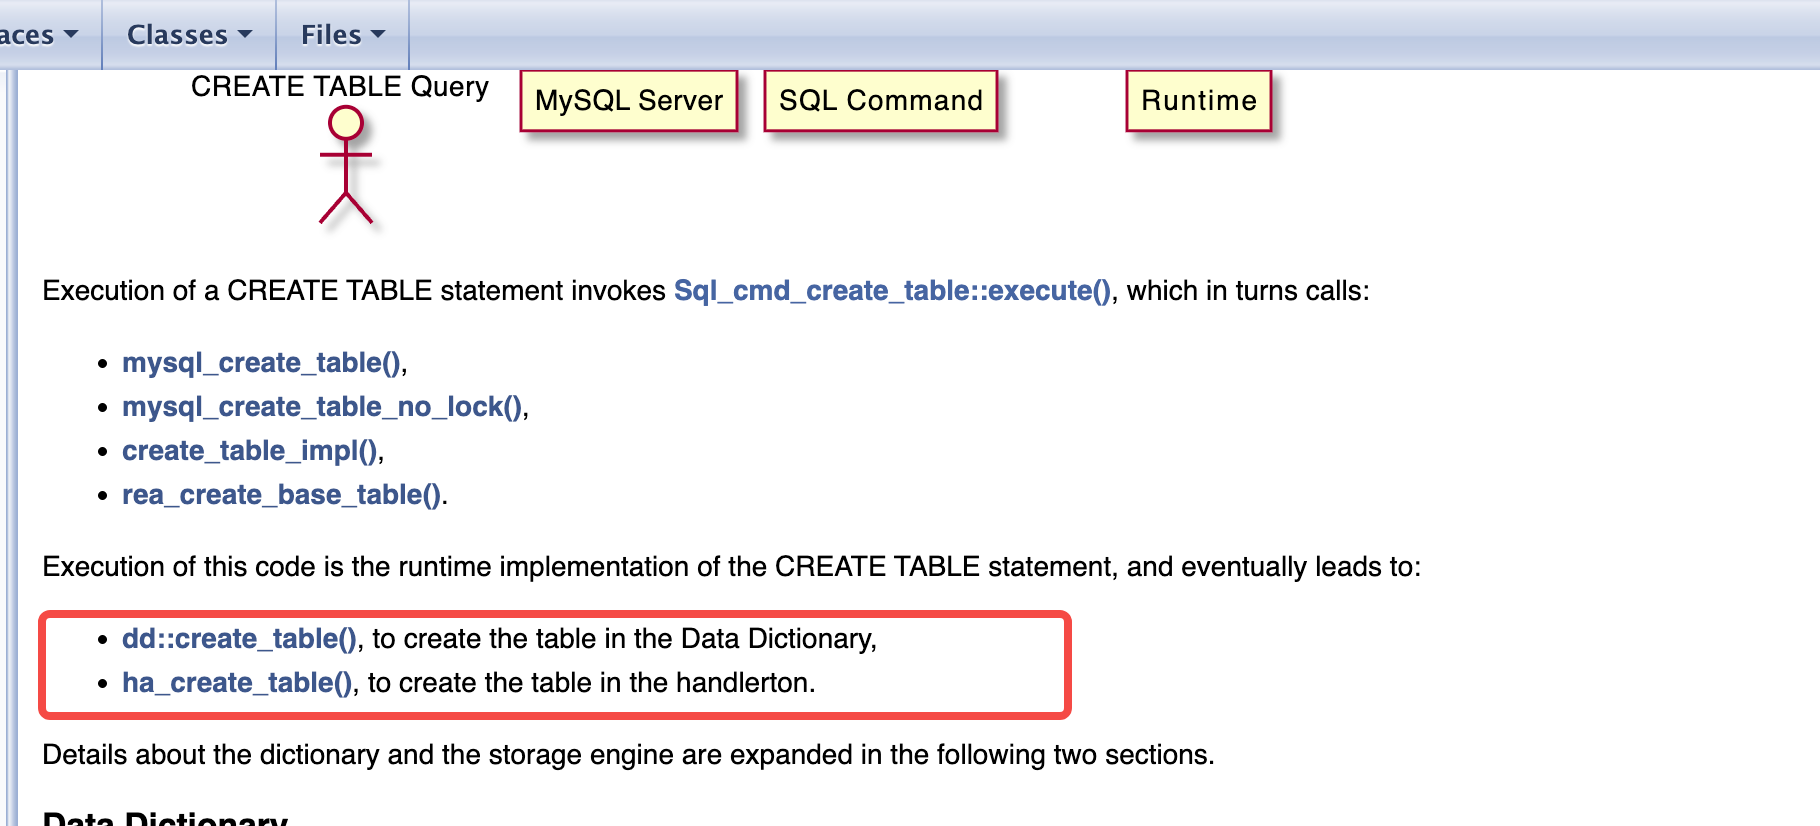 aces Classes Files
CREATE TABLE Query MySQL Server SQL Command Runtime
Execution of a CREATE TABLE statement invokes Sql_cmd_create_table::execute(), which in turns calls:
• mysql_create_table(),
• mysql_create_table_no_lock(),
• create_table_impl(),
• rea_create_base_table().
Execution of this code is the runtime implementation of the CREATE TABLE statement, and eventually leads to:
• dd::create_table(), to create the table in the Data Dictionary,
• ha_create_table(), to create the table in the handlerton.
Details about the dictionary and the storage engine are expanded in the following two sections.
Data Dictionary